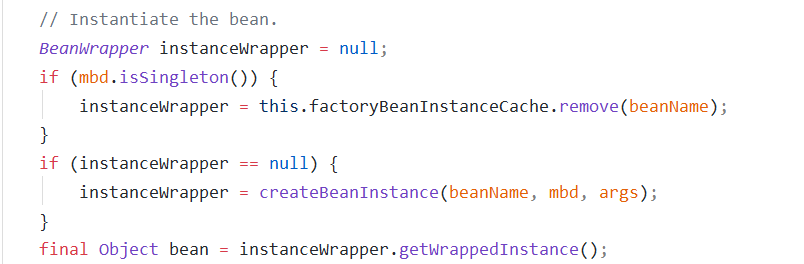 // Instantiate the bean.
BeanWrapper instanceWrapper = null;
if (mbd.isSingleton()) {
    instanceWrapper = this.factoryBeanInstanceCache.remove(beanName);
}
if (instanceWrapper == null) {
    instanceWrapper = createBeanInstance(beanName, mbd, args);
}
final Object bean = instanceWrapper.getWrappedInstance();